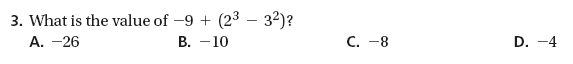 3. What is the value of −9 + (2³ − 3²)?
A. −26 B. −10 C. −8 D. −4